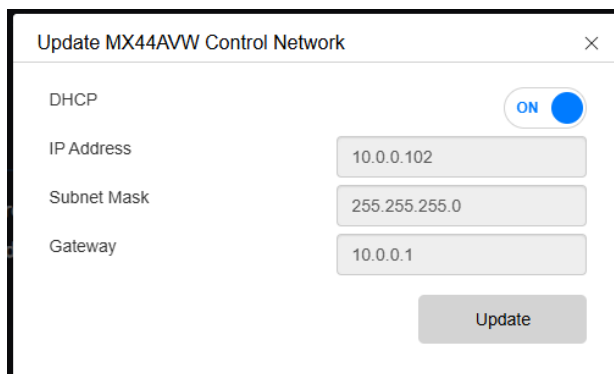 Update MX44AVW Control Network
DHCP ON
IP Address 10.0.0.102
Subnet Mask 255.255.255.0
Gateway 10.0.0.1
Update